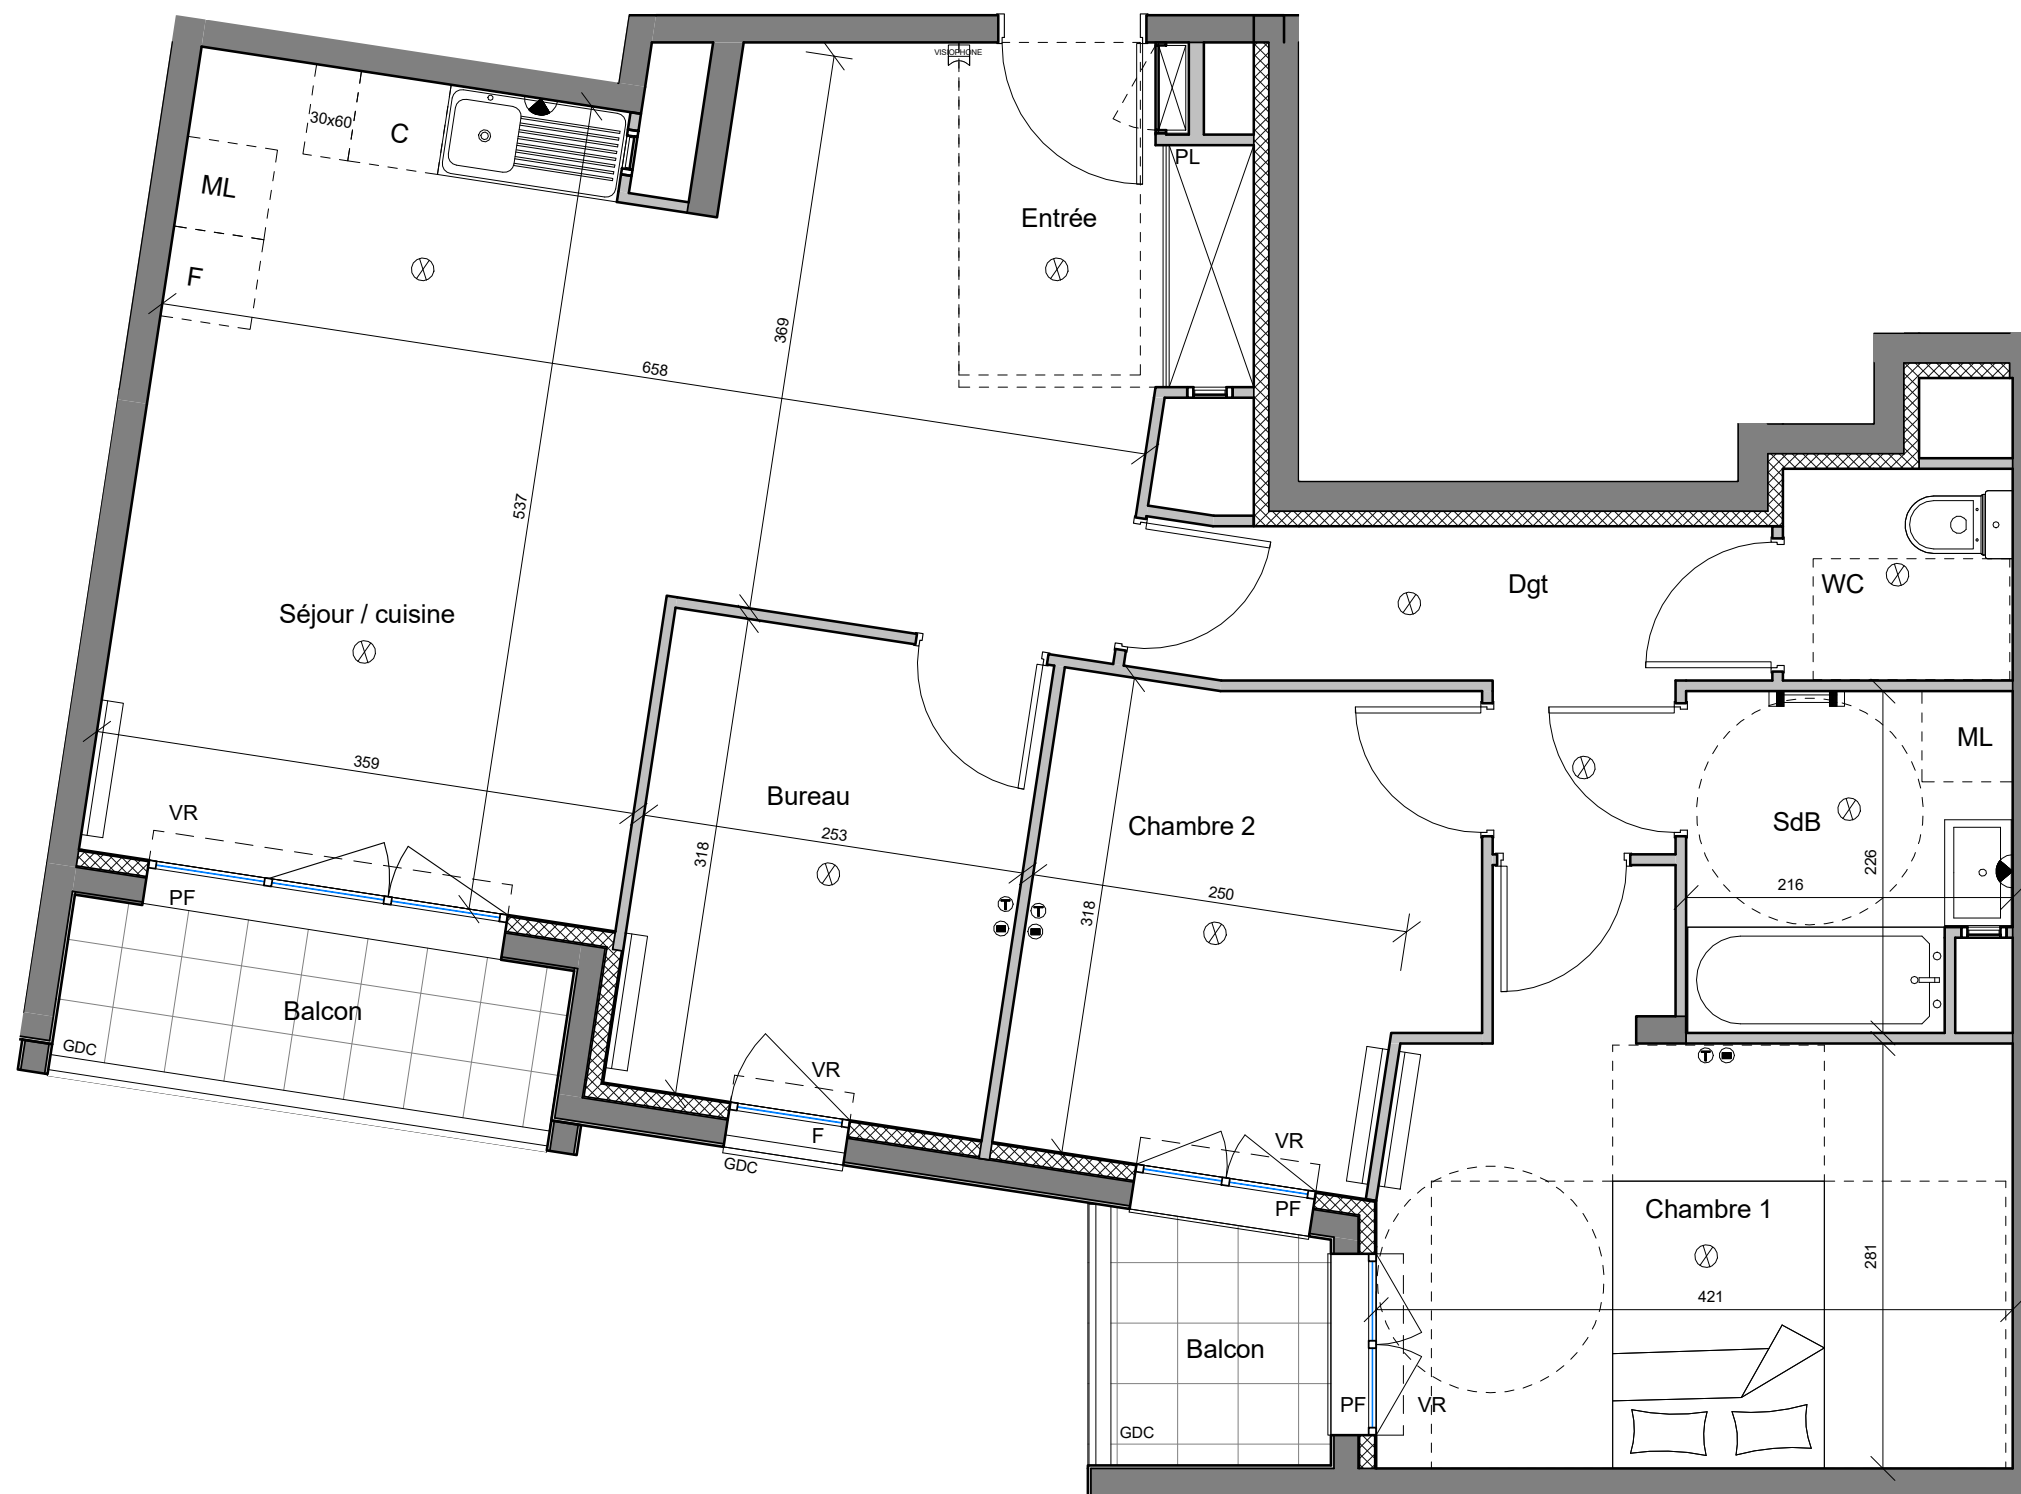 VISIOPHONE
30x60
C
PL
ML
Entrée
F
369
658
537
Dgt
WC
Séjour / cuisine
ML
359
Bureau
VR
253
318
Chambre 2
SdB
226
216
250
318
PF
T
T
Balcon
GDC
T
VR
F
GDC
VR
PF
Chambre 1
281
421
Balcon
PF
VR
GDC